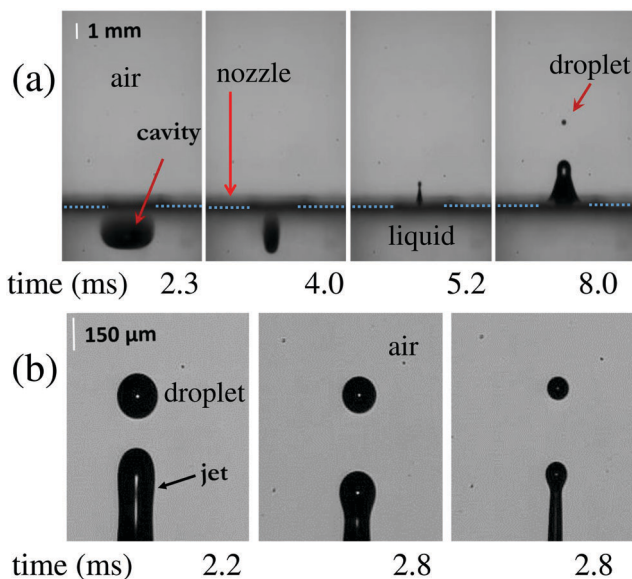 1 mm
(a)
air
cavity
nozzle
liquid
droplet
time (ms) 2.3 4.0 5.2 8.0
150 μm
(b)
droplet
jet
air
time (ms) 2.2 2.8 2.8